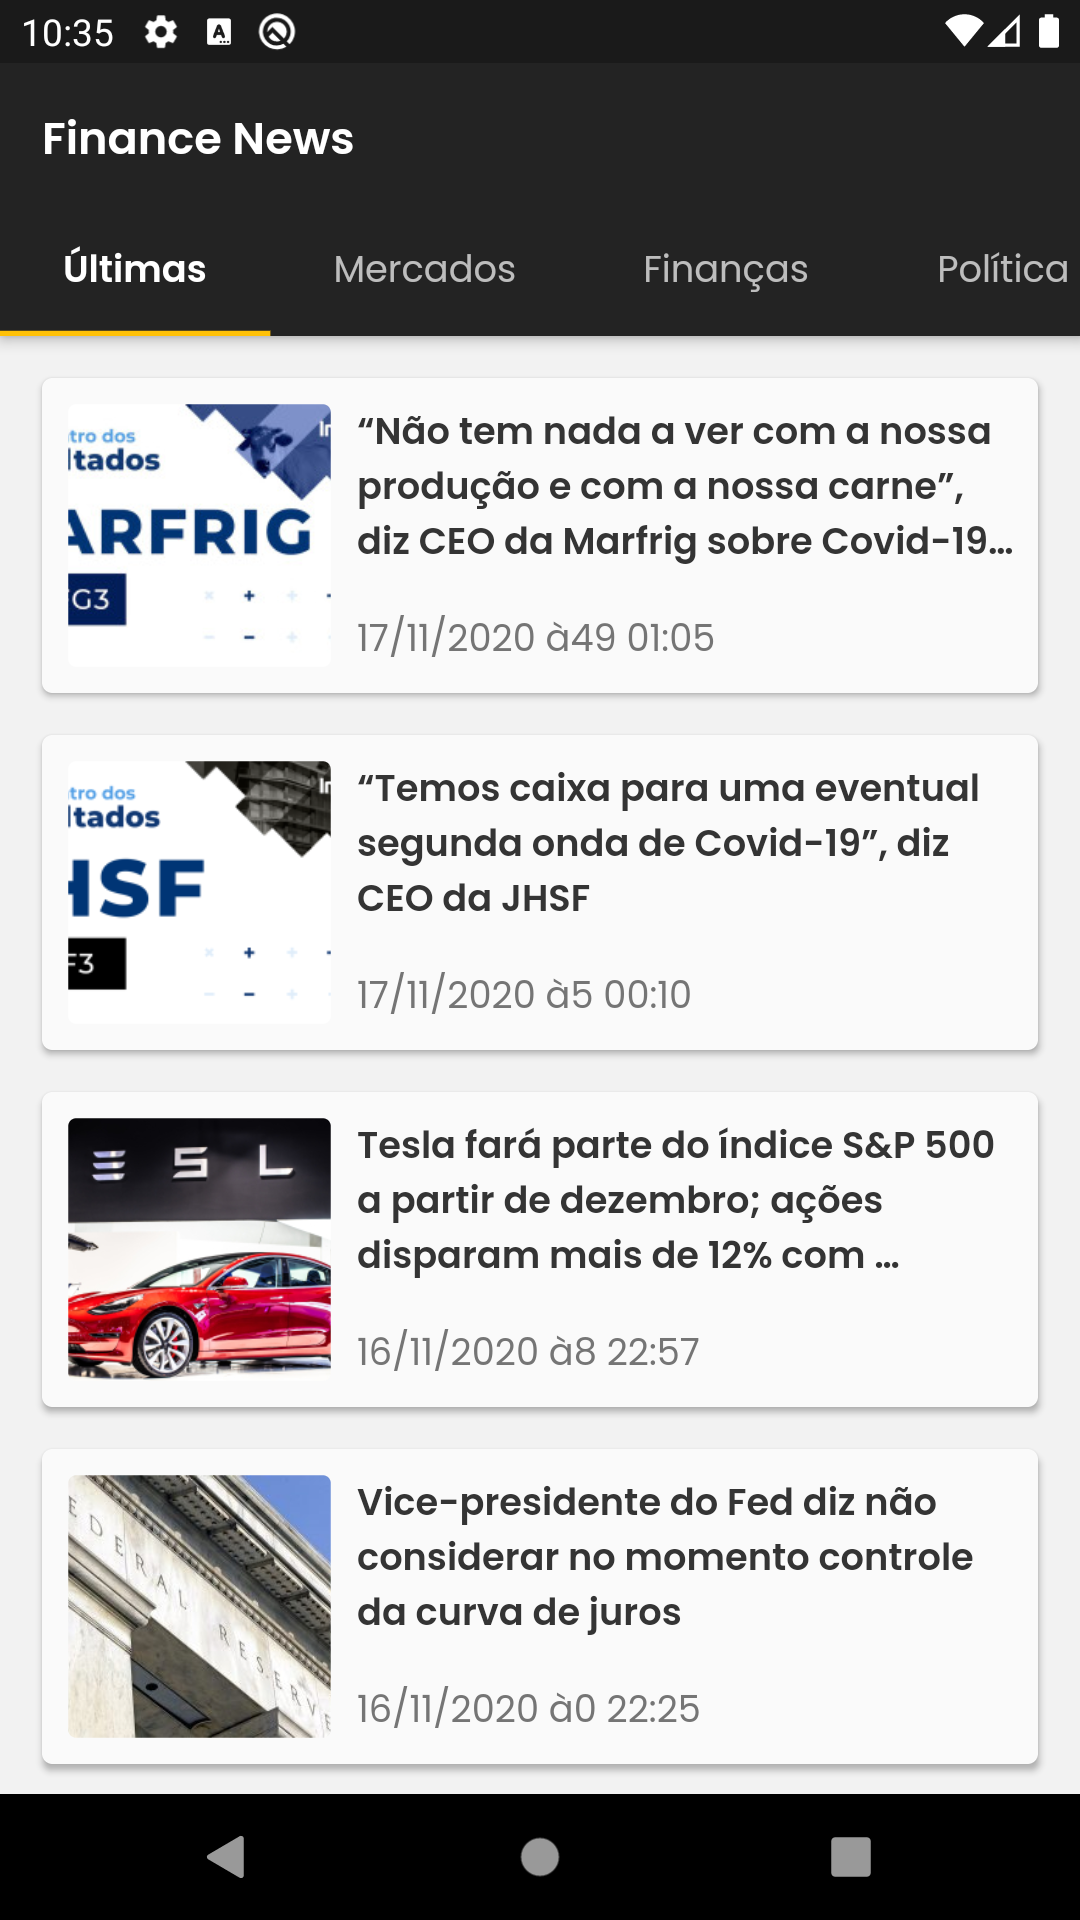 10:35
Finance News
Últimas Mercados Finanças Política
tro dos
ltados
ARFRIG
G3
“Não tem nada a ver com a nossa
produção e com a nossa carne”,
diz CEO da Marfrig sobre Covid-19…
17/11/2020 à49 01:05
tro dos
ltados
HSF
F3
“Temos caixa para uma eventual
segunda onda de Covid-19”, diz
CEO da JHSF
17/11/2020 à5 00:10
E S L
Tesla fará parte do índice S&P 500
a partir de dezembro; ações
disparam mais de 12% com …
16/11/2020 à8 22:57
EDERAL RESERVE
Vice-presidente do Fed diz não
considerar no momento controle
da curva de juros
16/11/2020 à0 22:25